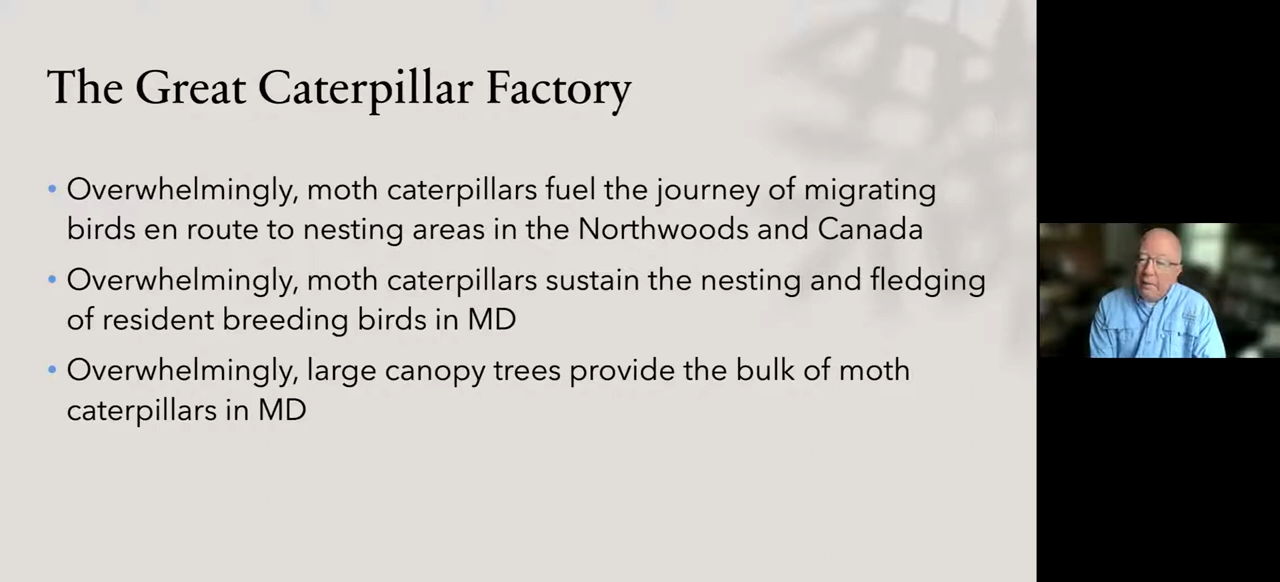 The Great Caterpillar Factory
• Overwhelmingly, moth caterpillars fuel the journey of migrating
birds en route to nesting areas in the Northwoods and Canada
• Overwhelmingly, moth caterpillars sustain the nesting and fledging
of resident breeding birds in MD
• Overwhelmingly, large canopy trees provide the bulk of moth
caterpillars in MD